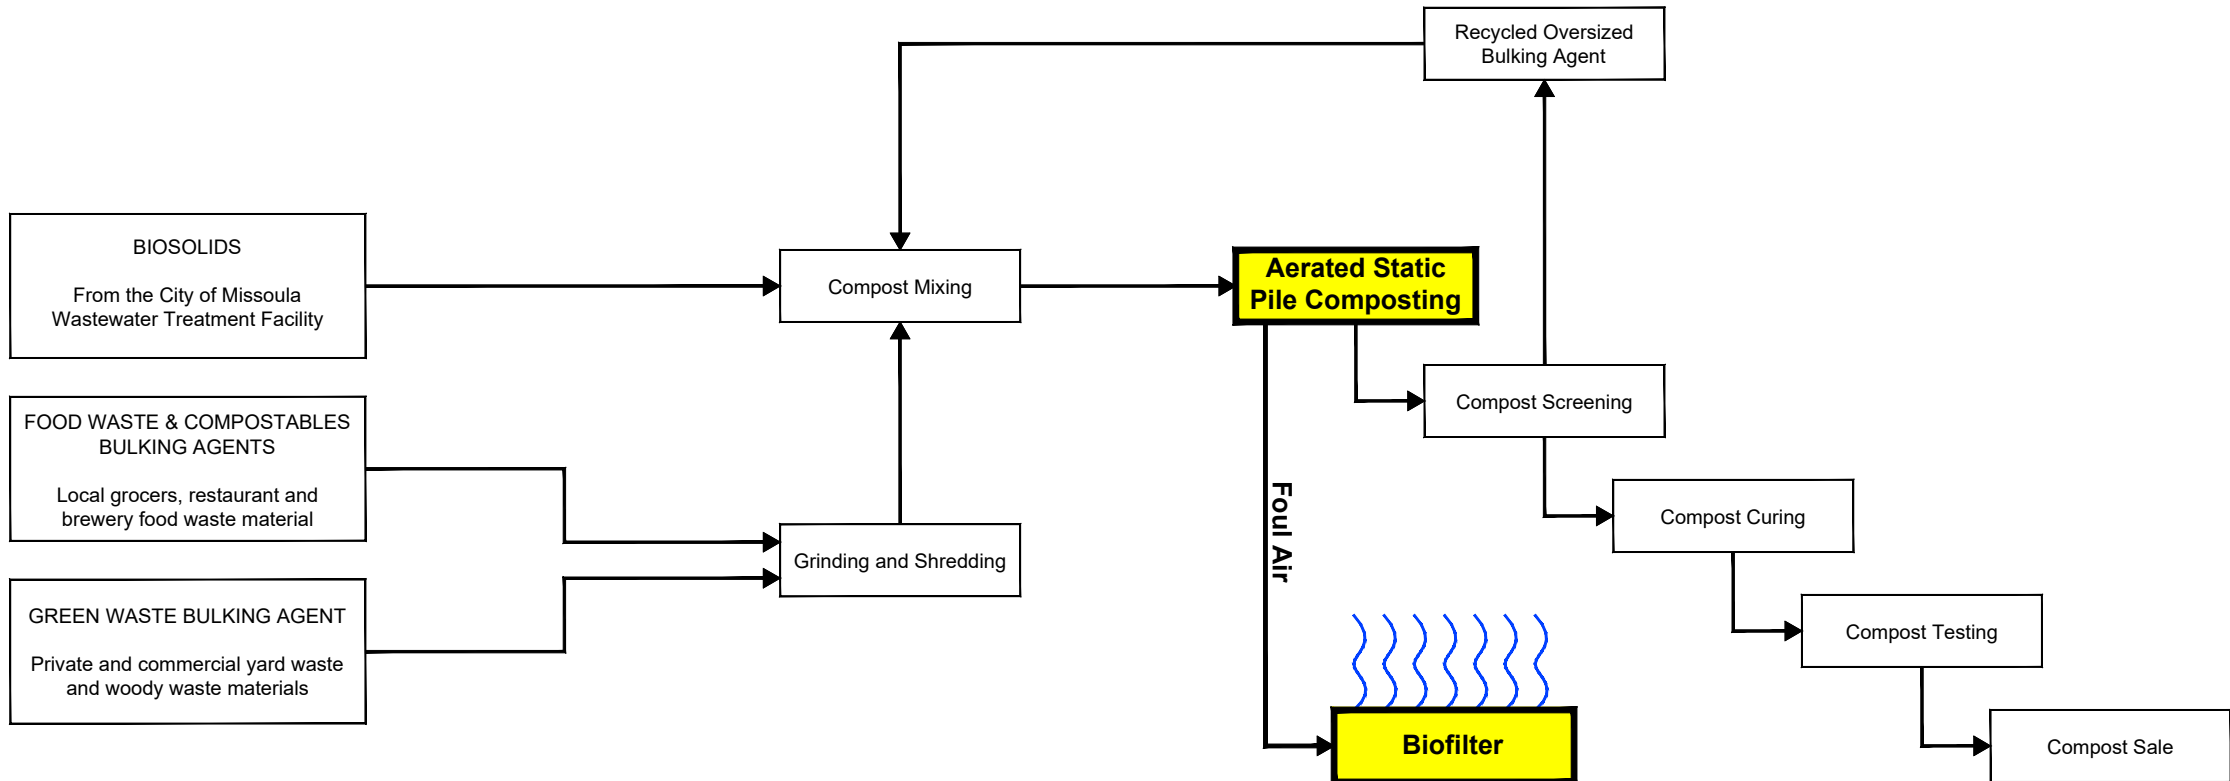 Recycled Oversized
Bulking Agent
BIOSOLIDS
From the City of Missoula
Wastewater Treatment Facility
Compost Mixing
Aerated Static
Pile Composting
FOOD WASTE & COMPOSTABLES
BULKING AGENTS
Local grocers, restaurant and
brewery food waste material
Compost Screening
Grinding and Shredding
Foul Air
Compost Curing
GREEN WASTE BULKING AGENT
Private and commercial yard waste
and woody waste materials
Compost Testing
Biofilter
Compost Sale